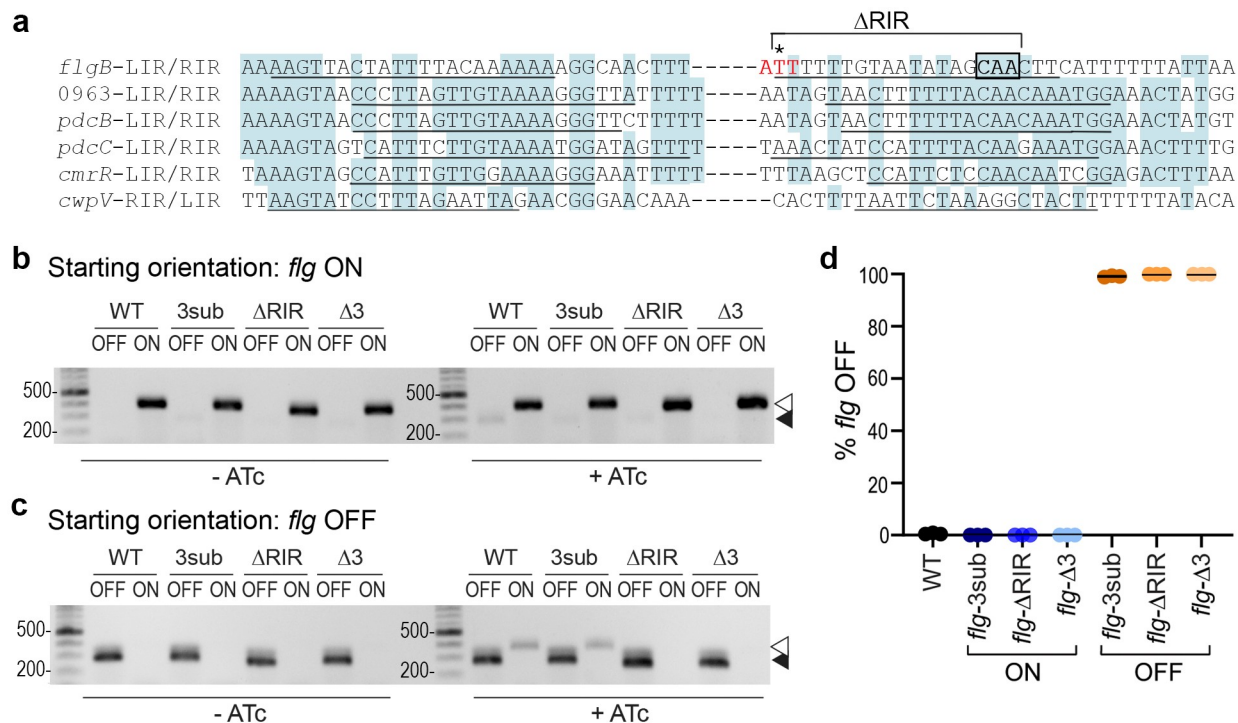 a
ΔRIR
*
flgB-LIR/RIR AAAAGTTACTATTTTACAAAAAAAGGCAACTTT-----ATTTTTTGTAATATAGCAACTTCATTTTTTATTAA
0963-LIR/RIR AAAAGTAACCCTTAGTTGTAAAAGGGTTATTTTT----AATAGTAACTTTTTTACAACAAATGGAAACTATGG
pdcB-LIR/RIR AAAAGTAACCCTTAGTTGTAAAAGGGTTCTTTTT----AATAGTAACTTTTTTACAACAAATGGAAACTATGT
pdcC-LIR/RIR AAAAGTAGTCATTTCTTGTAAAATGGATAGTTTT----TAAACTATCCATTTTACAAGAAATGGAAACTTTTG
cmrR-LIR/RIR TAAAGTAGCCATTTGTTGGAAAAGGGAAATTTTT----TTTAAGCTCCATTCTCCAACAATCGGAGACTTTAA
cwpV-RIR/LIR TTAAGTATCCTTTAGAATTAGAACGGGAACAAA------CACTTTTAATTCTAAAGGCTACTTTTTTTATACA
b Starting orientation: flg ON
WT 3sub ΔRIR Δ3 WT 3sub ΔRIR Δ3
OFF ON OFF ON OFF ON OFF ON OFF ON OFF ON OFF ON OFF ON
500- 500-
200- 200-
- ATc + ATc
c Starting orientation: flg OFF
WT 3sub ΔRIR Δ3 WT 3sub ΔRIR Δ3
OFF ON OFF ON OFF ON OFF ON OFF ON OFF ON OFF ON OFF ON
500- 500-
200- 200-
- ATc + ATc
d
% flg OFF
100
80
60
40
20
0
WT flg-3sub flg-ΔRIR flg-Δ3 flg-3sub flg-ΔRIR flg-Δ3
ON OFF